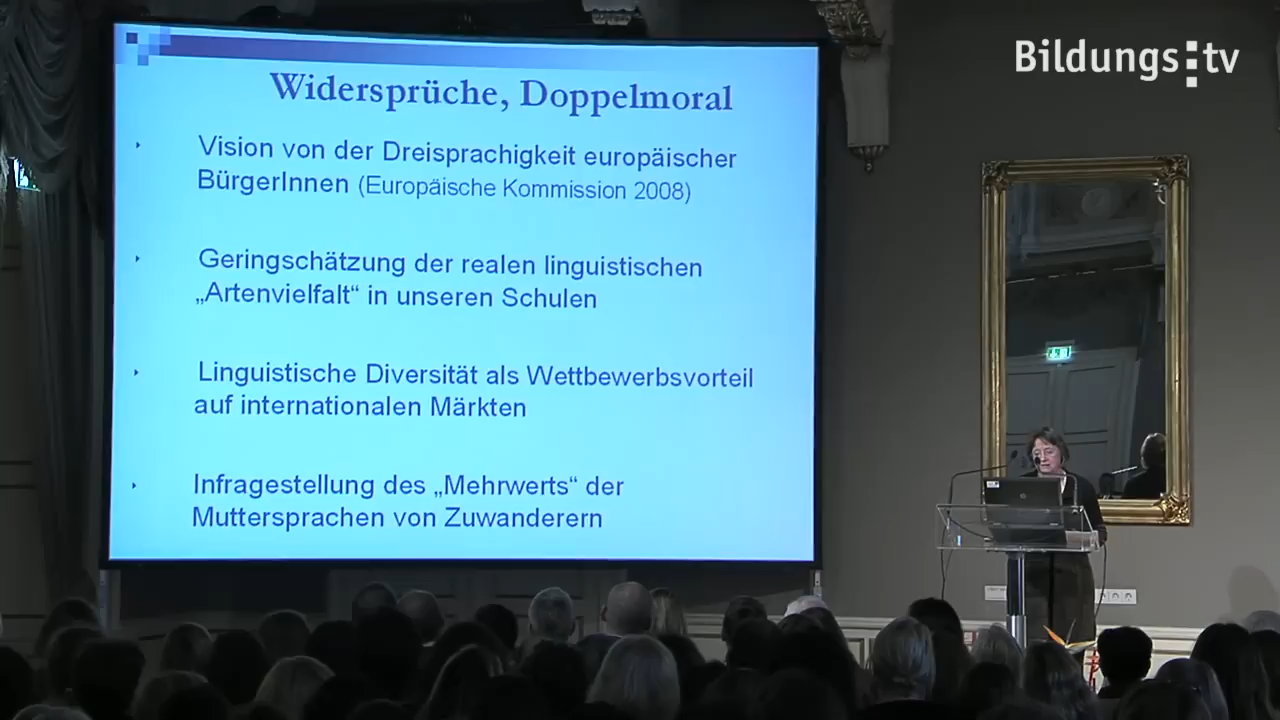 Bildungs:tv
Widersprüche, Doppelmoral
Vision von der Dreisprachigkeit europäischer
BürgerInnen (Europäische Kommission 2008)
Geringschätzung der realen linguistischen
„Artenvielfalt“ in unseren Schulen
Linguistische Diversität als Wettbewerbsvorteil
auf internationalen Märkten
Infragestellung des „Mehrwerts“ der
Muttersprachen von Zuwanderern